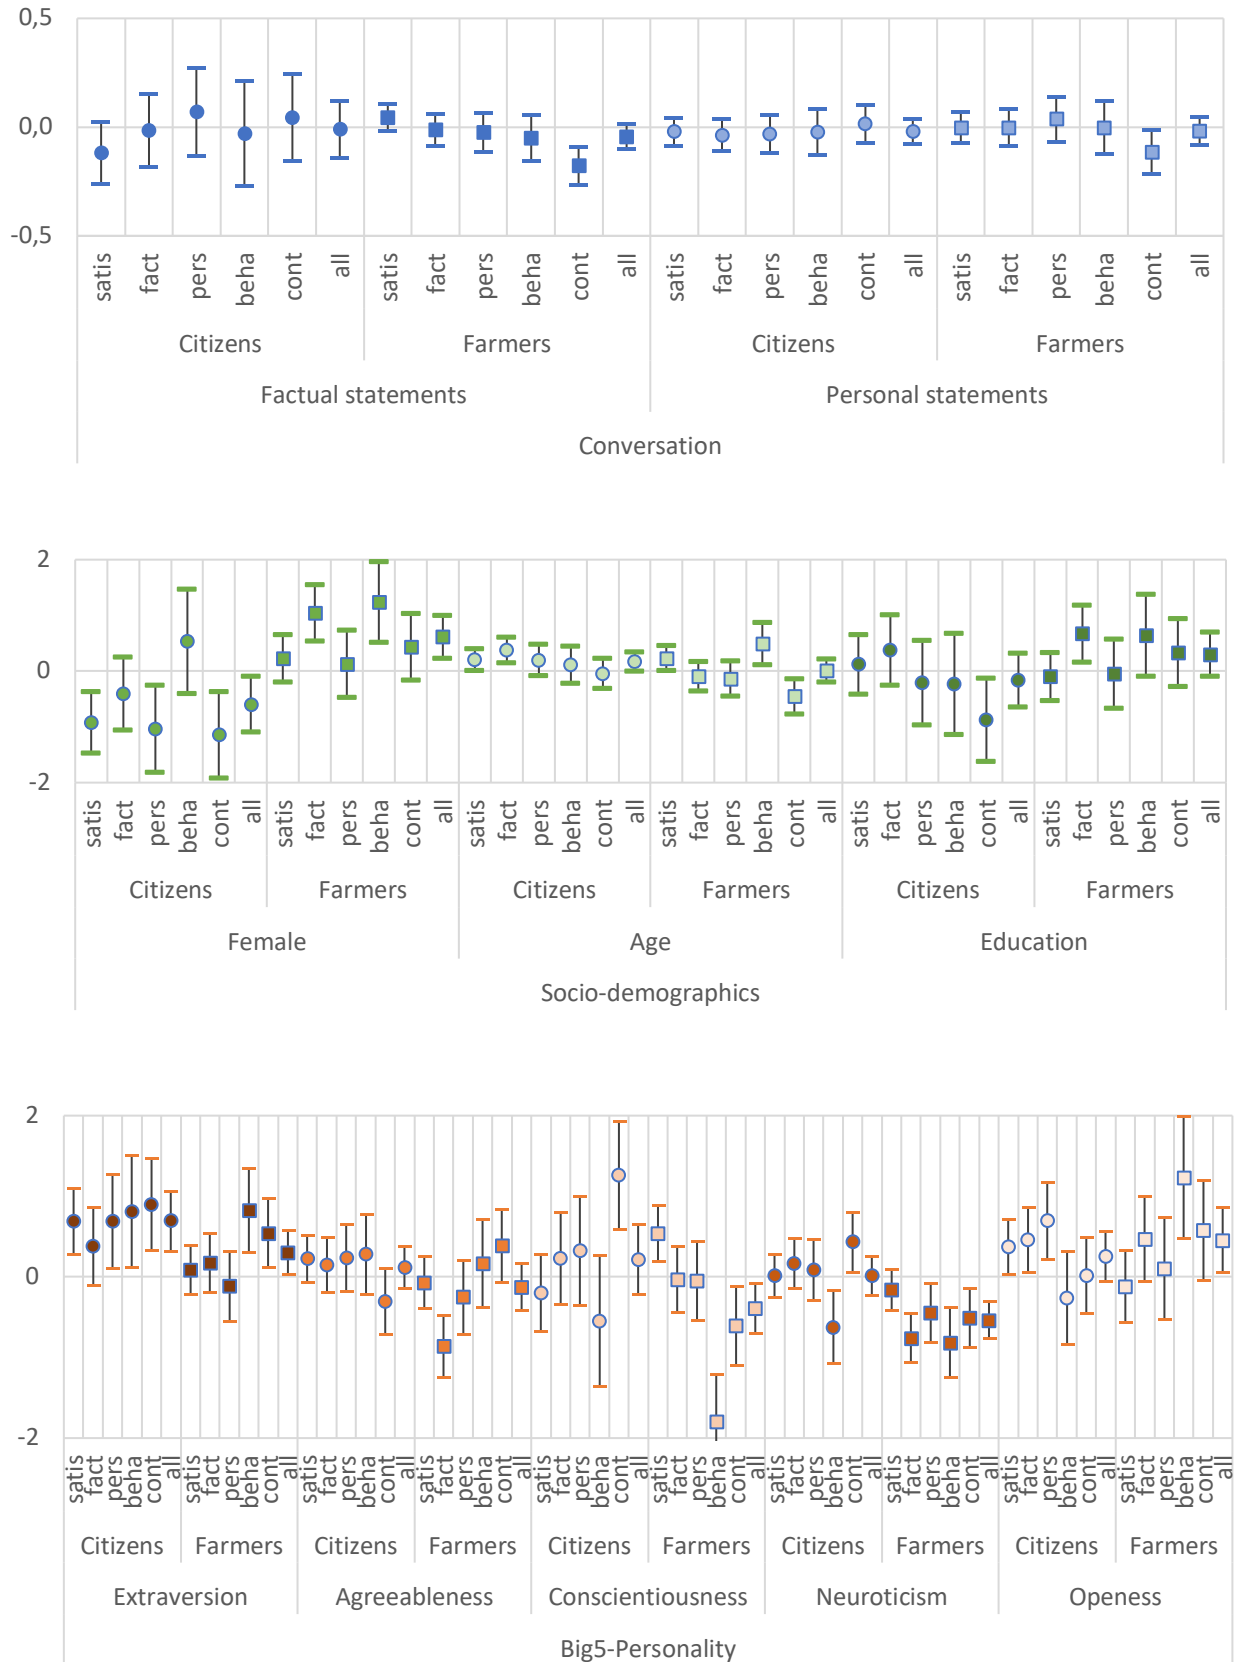 0,5
0,0
-0,5
satis fact pers beha cont all satis fact pers beha cont all satis fact pers beha cont all satis fact pers beha cont all
Citizens Farmers Citizens Farmers
Factual statements Personal statements
Conversation
2
0
-2
satis fact pers beha cont all satis fact pers beha cont all satis fact pers beha cont all satis fact pers beha cont all satis fact pers beha cont all satis fact pers beha cont all
Citizens Farmers Citizens Farmers Citizens Farmers
Female Age Education
Socio-demographics
2
0
-2
satis fact pers beha cont all satis fact pers beha cont all satis fact pers beha cont all satis fact pers beha cont all satis fact pers beha cont all satis fact pers beha cont all satis fact pers beha cont all satis fact pers beha cont all satis fact pers beha cont all satis fact pers beha cont all
Citizens Farmers Citizens Farmers Citizens Farmers Citizens Farmers Citizens Farmers
Extraversion Agreeableness Conscientiousness Neuroticism Openess
Big5-Personality